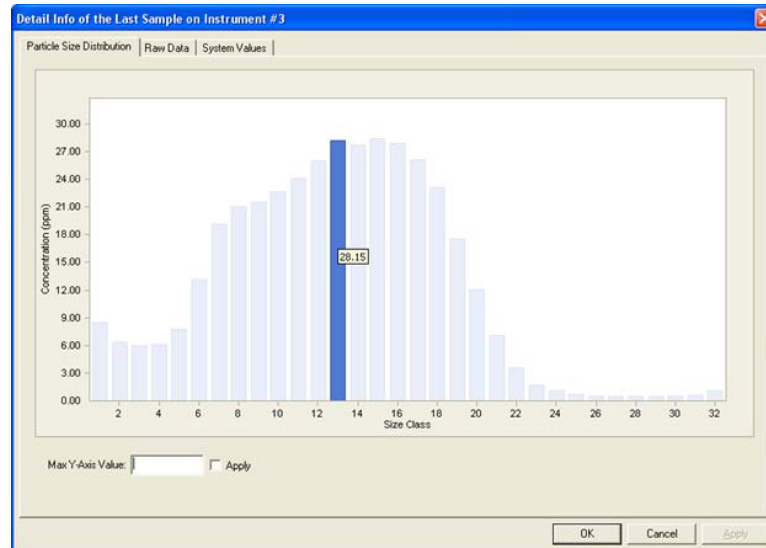 Detail Info of the Last Sample on Instrument #3
Particle Size Distribution Raw Data System Values
Concentration (ppm)
30.00
27.00
24.00
21.00
18.00
15.00
12.00
9.00
6.00
3.00
0.00
28.15
2 4 6 8 10 12 14 16 18 20 22 24 26 28 30 32
Size Class
Max Y-Axis Value: Apply
OK Cancel Apply